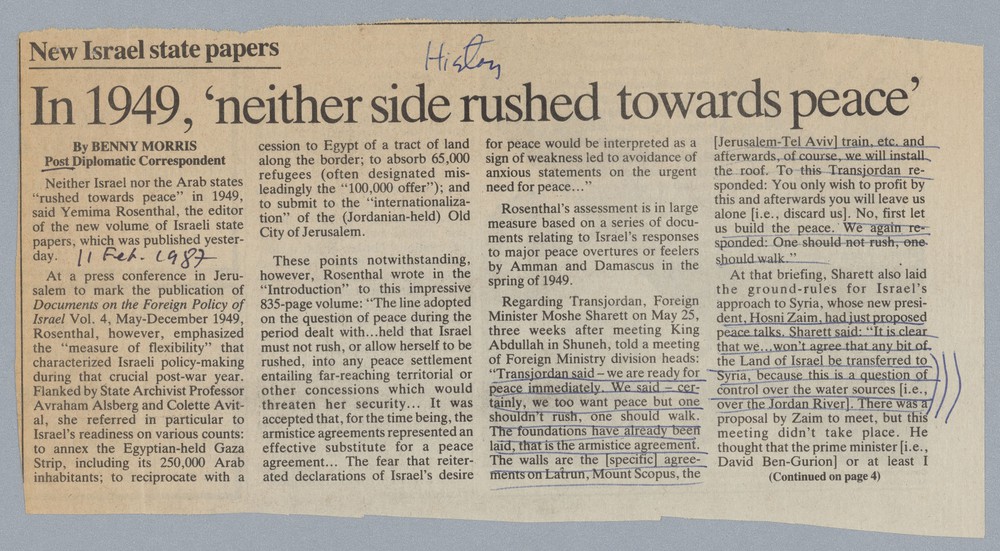 New Israel state papers
History
In 1949, ‘neither side rushed towards peace’
By BENNY MORRIS
Post Diplomatic Correspondent
Neither Israel nor the Arab states
“rushed towards peace” in 1949,
said Yemima Rosenthal, the editor
of the new volume of Israeli state
papers, which was published yester-
day. 11 Feb. 1987
At a press conference in Jeru-
salem to mark the publication of
Documents on the Foreign Policy of
Israel Vol. 4, May-December 1949,
Rosenthal, however, emphasized
the “measure of flexibility” that
characterized Israeli policy-making
during that crucial post-war year.
Flanked by State Archivist Professor
Avraham Alsberg and Colette Avit-
al, she referred in particular to
Israel's readiness on various counts:
to annex the Egyptian-held Gaza
Strip, including its 250,000 Arab
inhabitants; to reciprocate with a
cession to Egypt of a tract of land
along the border; to absorb 65,000
refugees (often designated mis-
leadingly the “100,000 offer”); and
to submit to the “internationaliza-
tion” of the (Jordanian-held) Old
City of Jerusalem.
These points notwithstanding,
however, Rosenthal wrote in the
“Introduction” to this impressive
835-page volume: “The line adopted
on the question of peace during the
period dealt with...held that Israel
must not rush, or allow herself to be
rushed, into any peace settlement
entailing far-reaching territorial or
other concessions which would
threaten her security... It was
accepted that, for the time being, the
armistice agreements represented an
effective substitute for a peace
agreement... The fear that reiter-
ated declarations of Israel's desire
for peace would be interpreted as a
sign of weakness led to avoidance of
anxious statements on the urgent
need for peace...”
Rosenthal's assessment is in large
measure based on a series of docu-
ments relating to Israel's responses
to major peace overtures or feelers
by Amman and Damascus in the
spring of 1949.
Regarding Transjordan, Foreign
Minister Moshe Sharett on May 25,
three weeks after meeting King
Abdullah in Shuneh, told a meeting
of Foreign Ministry division heads:
“Transjordan said – we are ready for
peace immediately. We said – cer-
tainly, we too want peace but one
shouldn't rush, one should walk.
The foundations have already been
laid, that is the armistice agreement.
The walls are the [specific] agree-
ments on Latrun, Mount Scopus, the
[Jerusalem-Tel Aviv] train, etc. and
afterwards, of course, we will install
the roof. To this Transjordan re-
sponded: You only wish to profit by
this and afterwards you will leave us
alone [i.e., discard us]. No, first let
us build the peace. We again re-
sponded: One should not rush, one
should walk.”
At that briefing, Sharett also laid
the ground-rules for Israel's
approach to Syria, whose new presi-
dent, Hosni Zaim, had just proposed
peace talks. Sharett said: “It is clear
that we...won't agree that any bit of
the Land of Israel be transferred to
Syria, because this is a question of
control over the water sources [i.e.,
over the Jordan River]. There was a
proposal by Zaim to meet, but this
meeting didn't take place. He
thought that the prime minister [i.e.,
David Ben-Gurion] or at least I
(Continued on page 4)